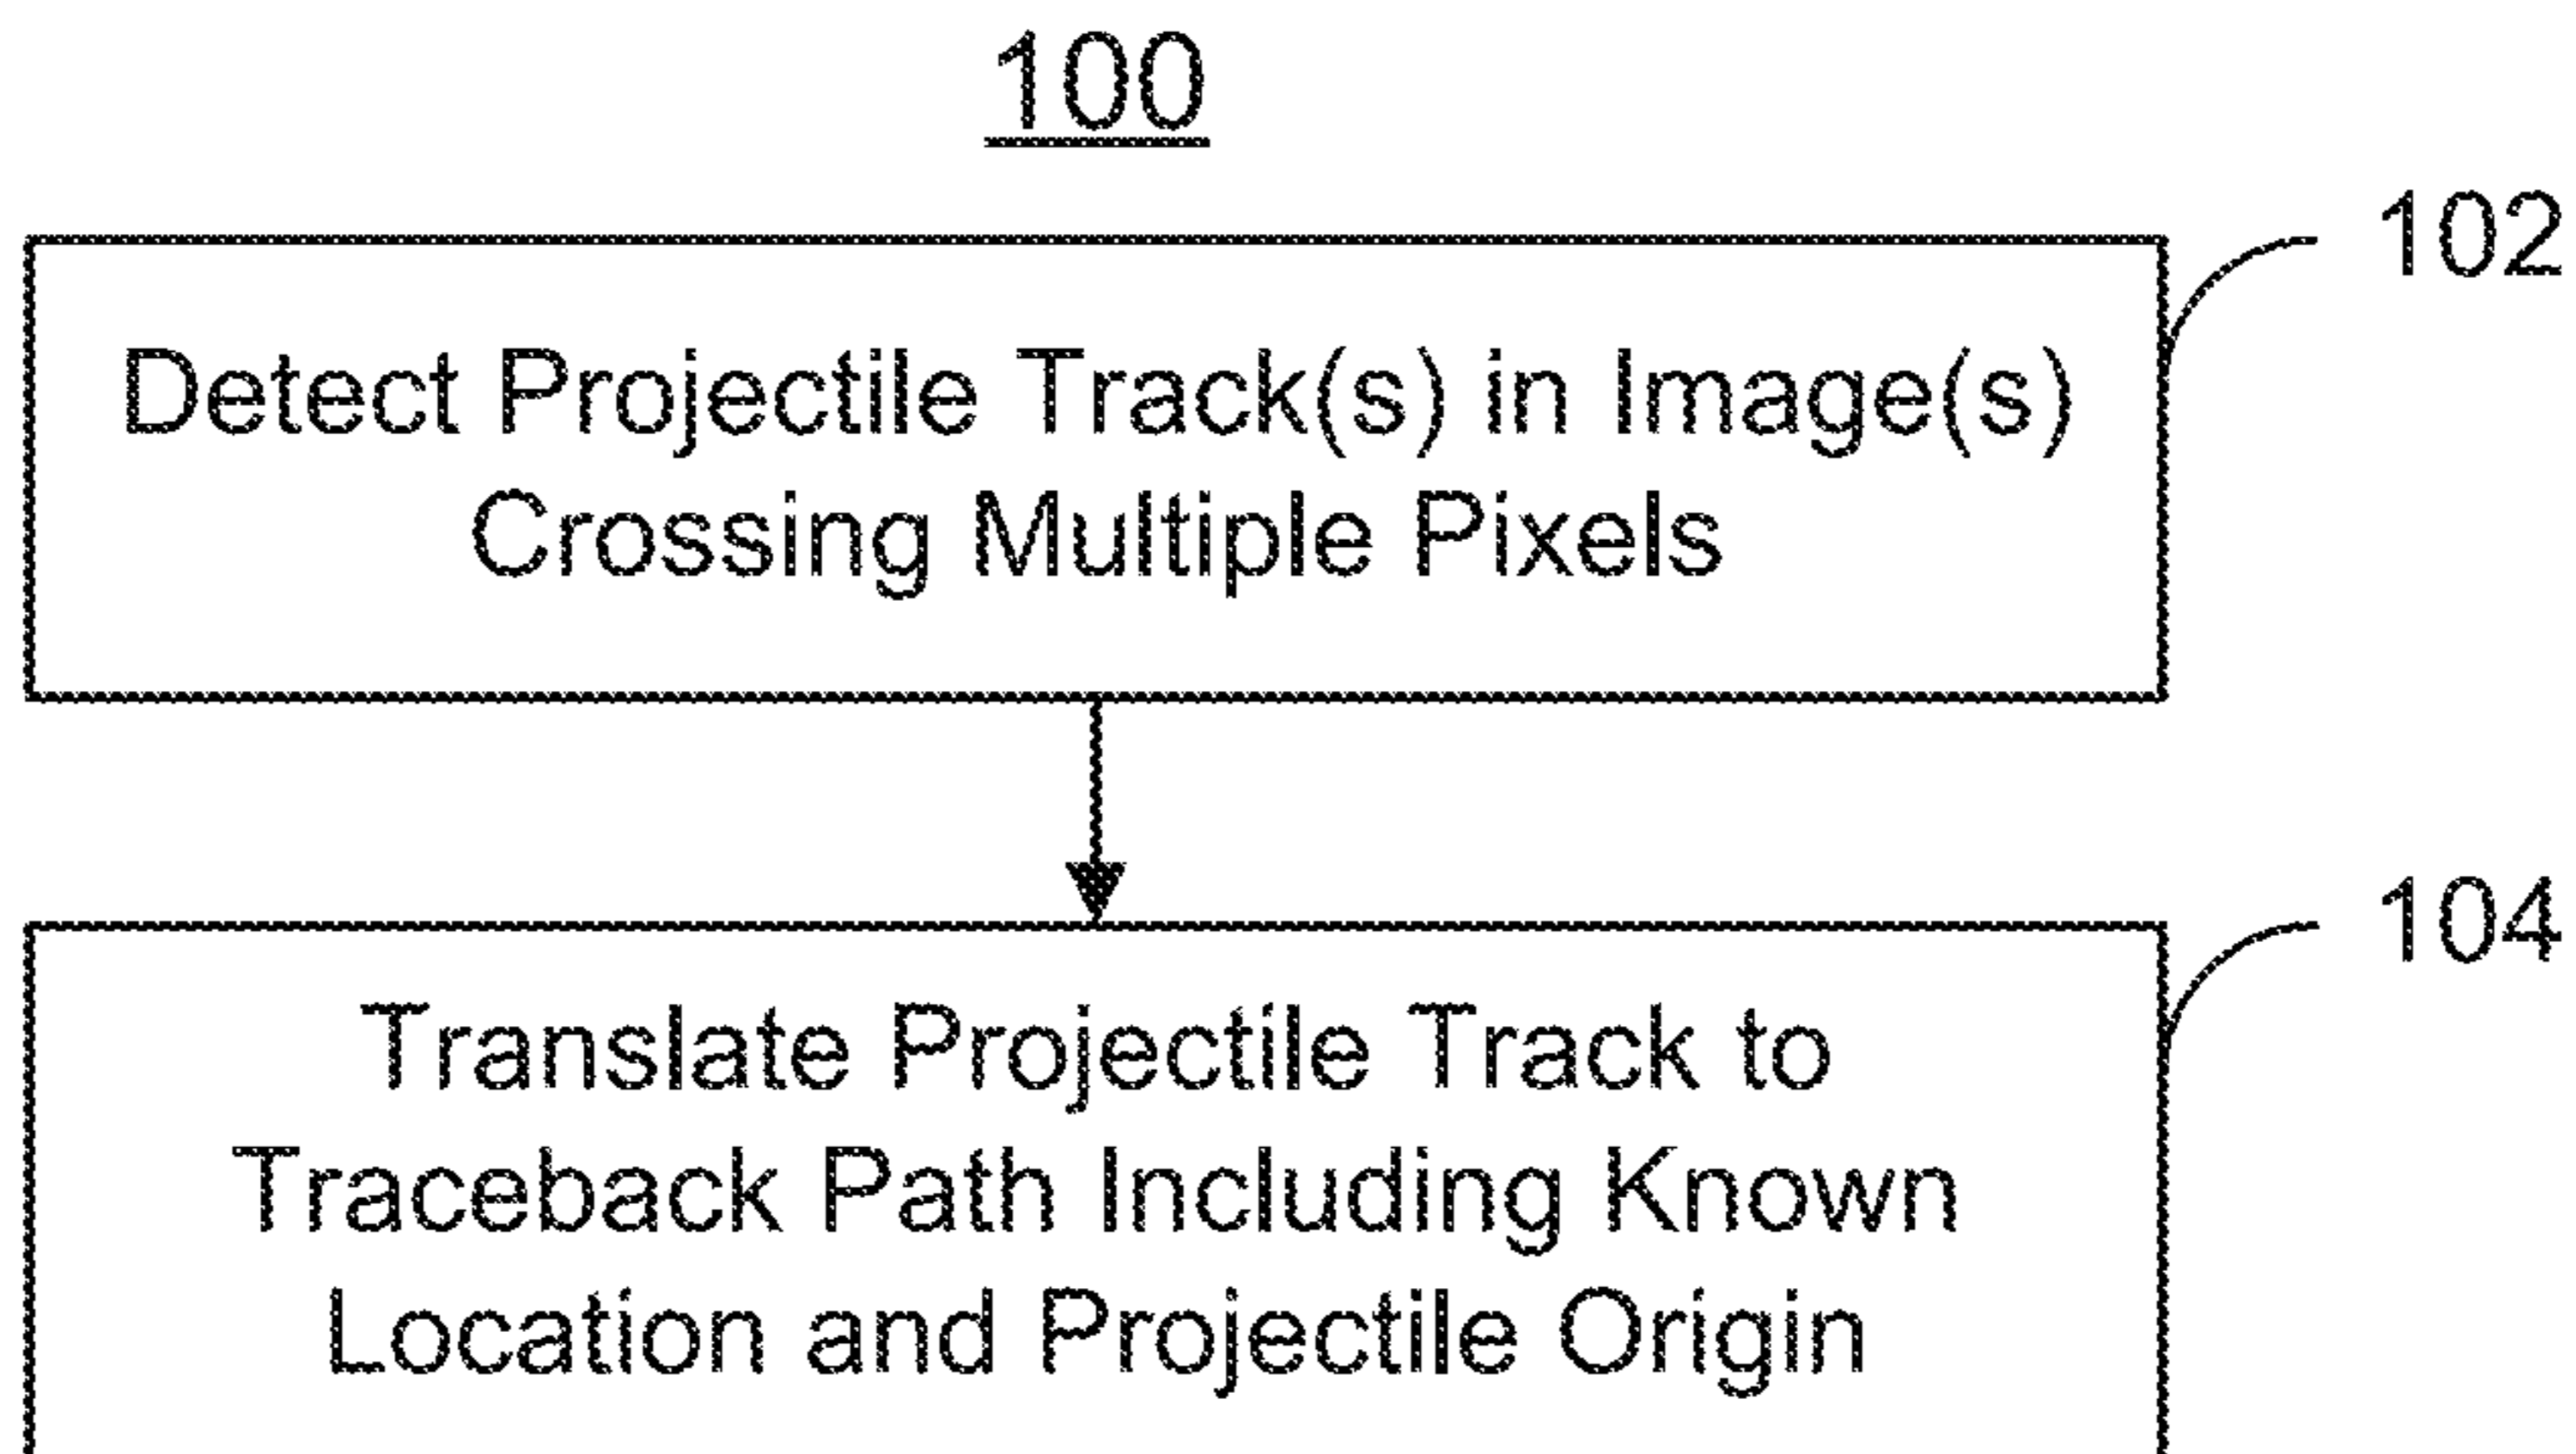 100
102
Detect Projectile Track(s) in Image(s)
Crossing Multiple Pixels
104
Translate Projectile Track to
Traceback Path Including Known
Location and Projectile Origin